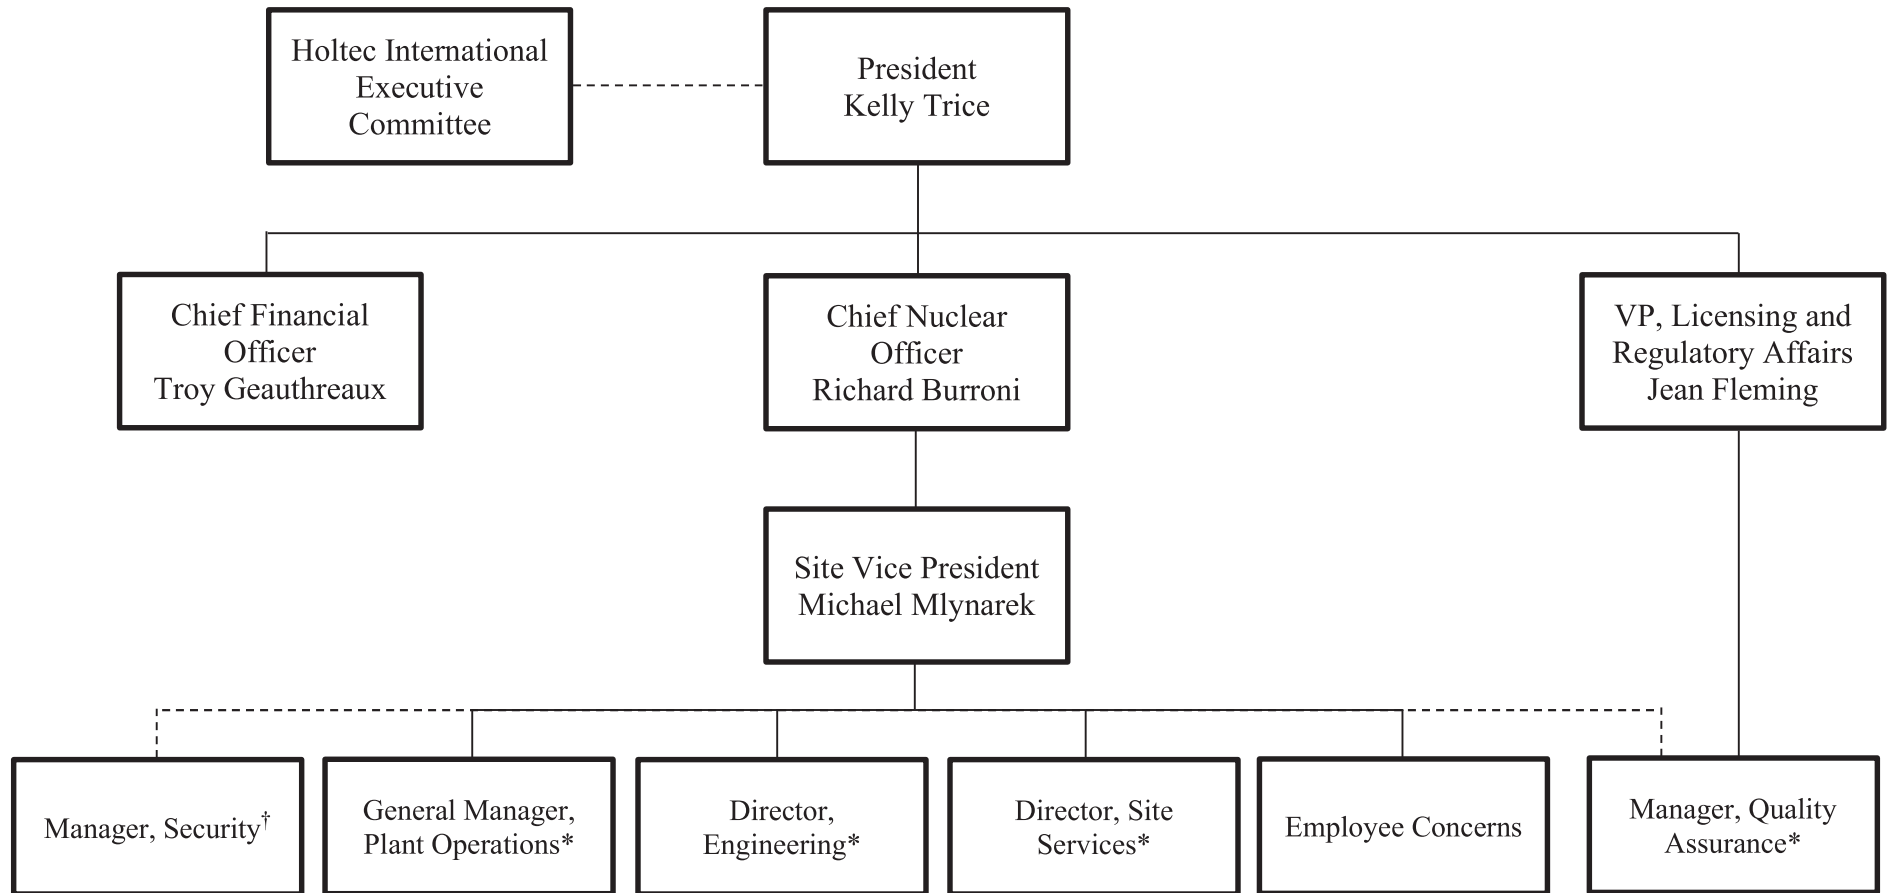 Holtec International
Executive
Committee
President
Kelly Trice
Chief Financial
Officer
Troy Geauthreaux
Chief Nuclear
Officer
Richard Burroni
VP, Licensing and
Regulatory Affairs
Jean Fleming
Site Vice President
Michael Mlynarek
Manager, Security†
General Manager,
Plant Operations*
Director,
Engineering*
Director, Site
Services*
Employee Concerns
Manager, Quality
Assurance*